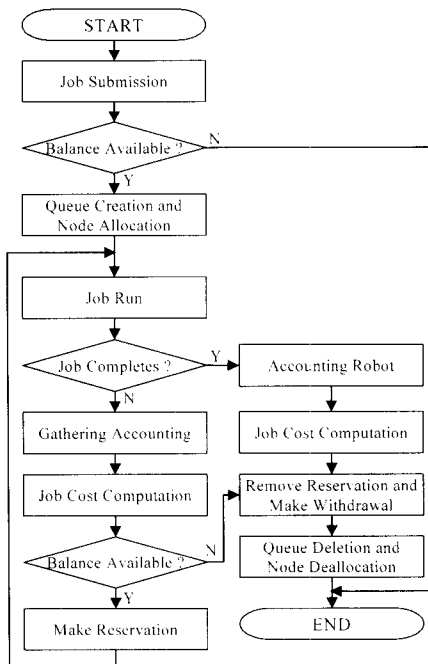 START
Job Submission
Balance Available ?
N
Y
Queue Creation and
Node Allocation
Job Run
Job Completes ?
Y
Accounting Robot
N
Gathering Accounting
Job Cost Computation
Job Cost Computation
Remove Reservation and
Make Withdrawal
Balance Available ?
N
Queue Deletion and
Node Deallocation
Y
Make Reservation
END